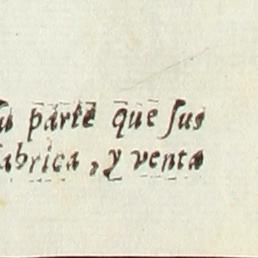 su parte que sus
fabrica, y venta